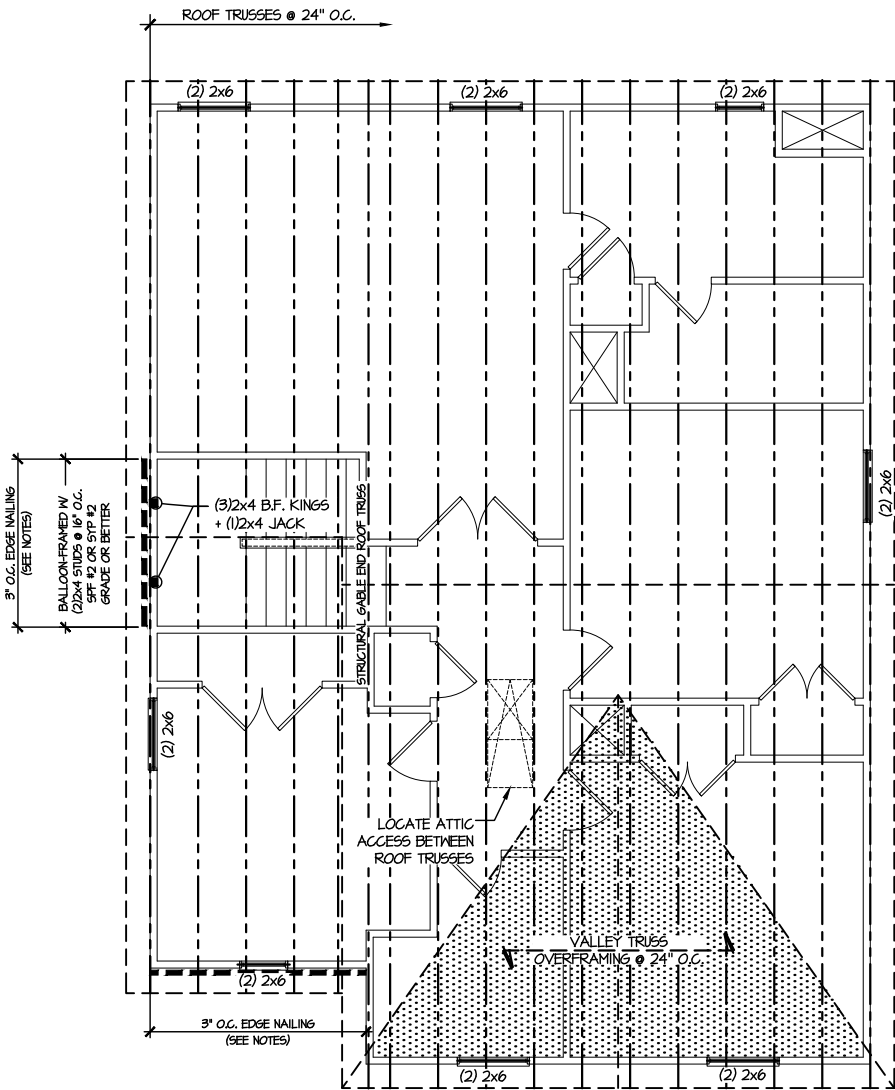 ROOF TRUSSES @ 24" O.C.
(2) 2x6
(2) 2x6
(2) 2x6
(2) 2x6
3" O.C. EDGE NAILING
(SEE NOTES)
BALLOON-FRAMED W/
(2)2x4 STUDS @ 16" O.C.
SPF #2 OR SYP #2
GRADE OR BETTER
(3)2x4 B.F. KINGS
+ (1)2x4 JACK
STRUCTURAL GABLE END ROOF TRUSS
(2) 2x6
LOCATE ATTIC
ACCESS BETWEEN
ROOF TRUSSES
VALLEY TRUSS
OVERFRAMING @ 24" O.C.
(2) 2x6
3" O.C. EDGE NAILING
(SEE NOTES)
(2) 2x6
(2) 2x6